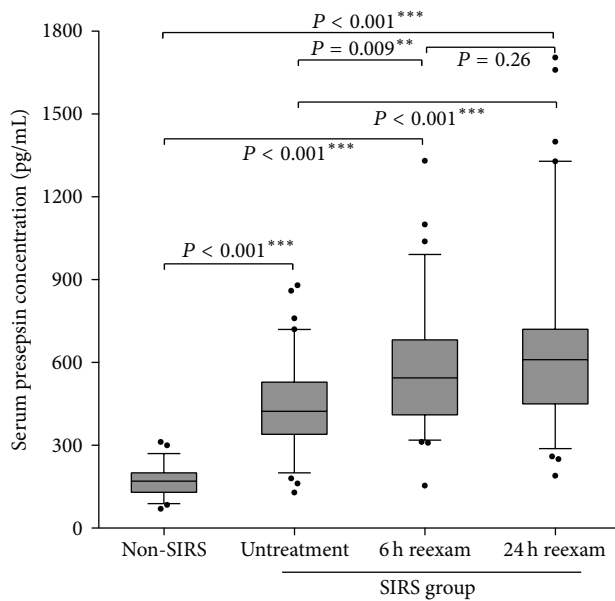 P < 0.001***
P = 0.009**
P = 0.26
P < 0.001***
P < 0.001***
P < 0.001***
Serum presepsin concentration (pg/mL)
1800
1500
1200
900
600
300
0
Non-SIRS Untreatment 6 h reexam 24 h reexam
SIRS group